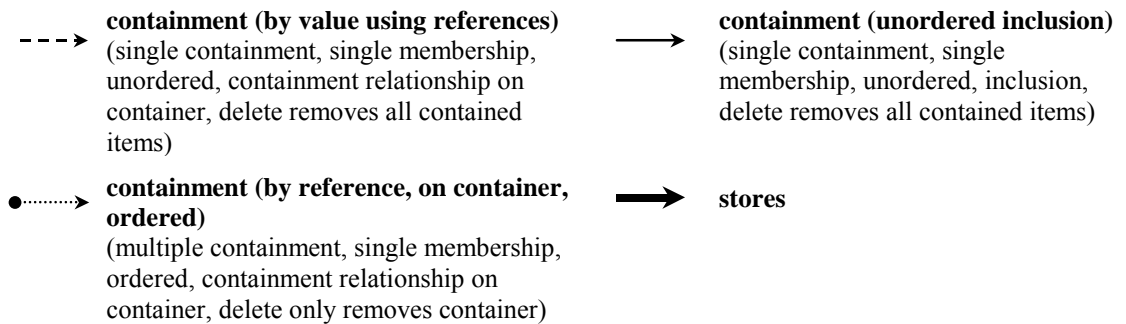 containment (by value using references)
(single containment, single membership,
unordered, containment relationship on
container, delete removes all contained
items)
containment (unordered inclusion)
(single containment, single
membership, unordered, inclusion,
delete removes all contained items)
containment (by reference, on container,
ordered)
(multiple containment, single membership,
ordered, containment relationship on
container, delete only removes container)
stores